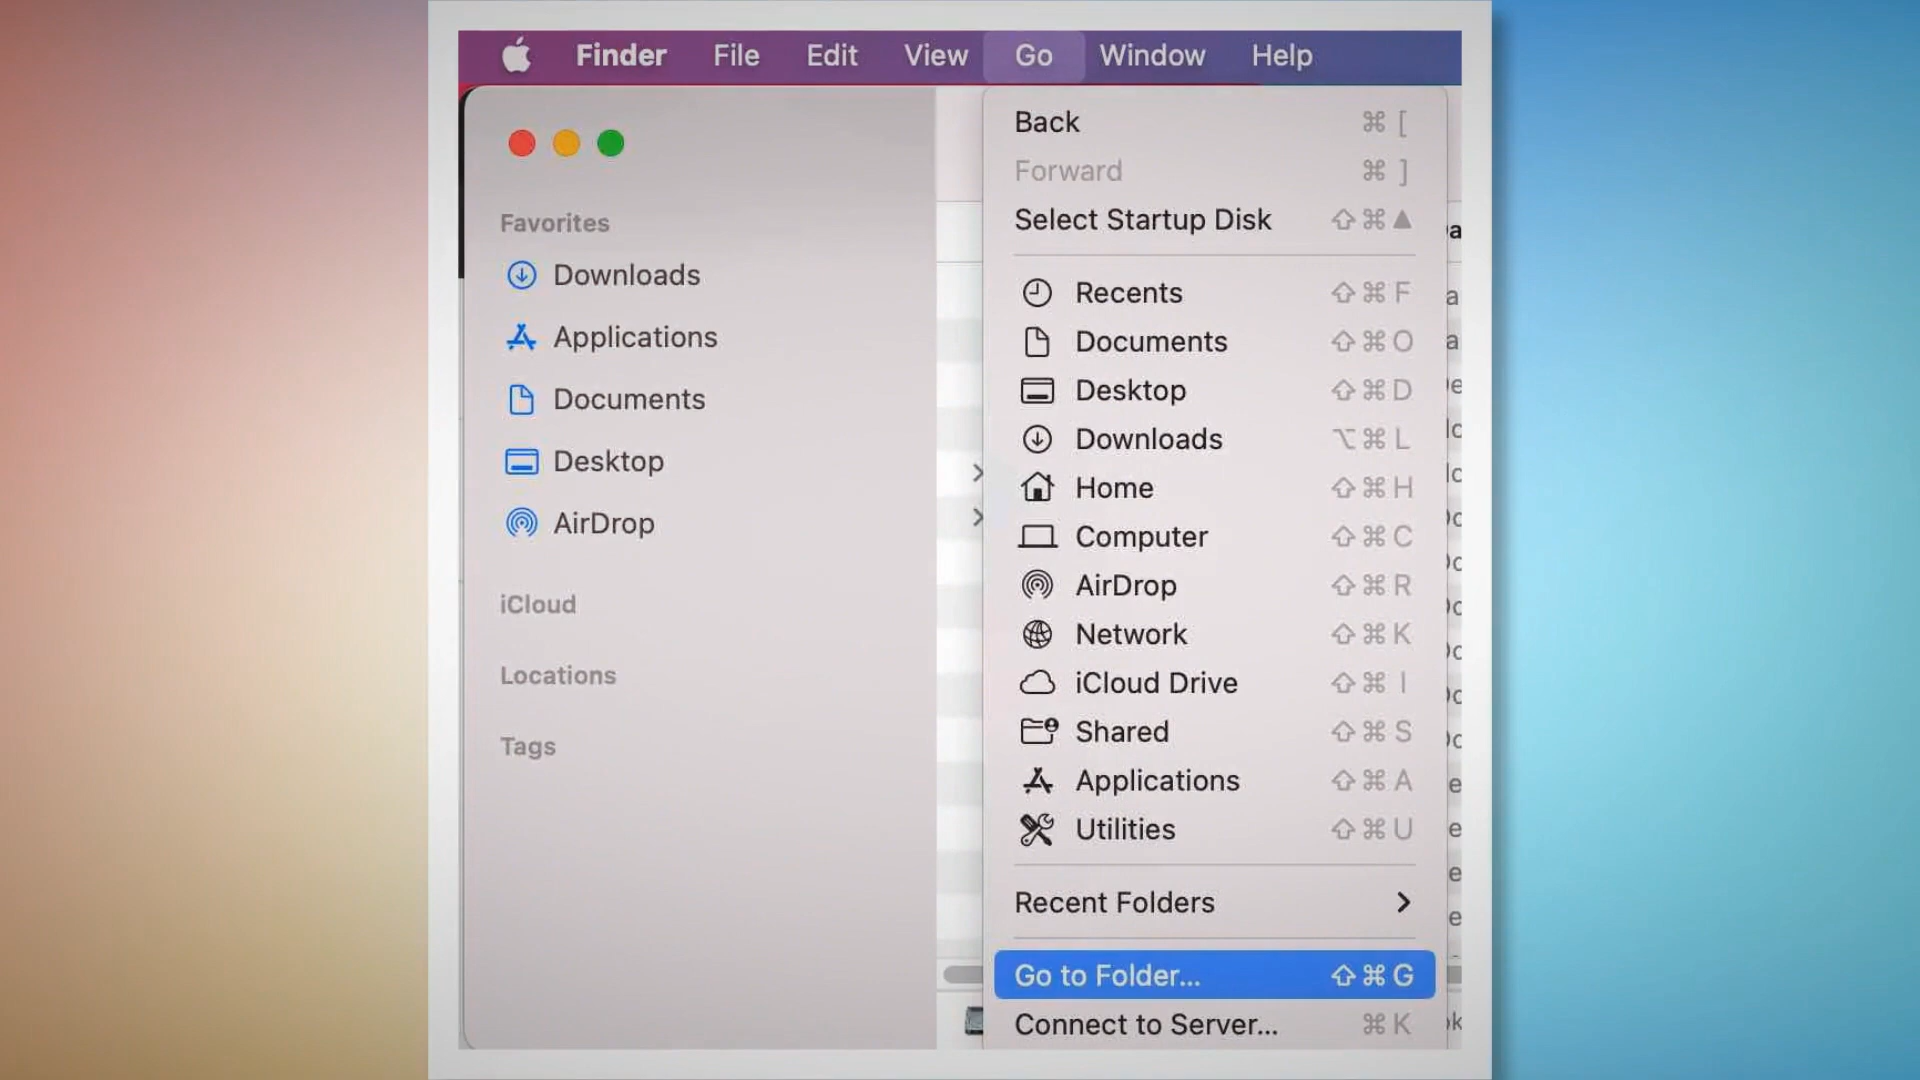 Finder File Edit View Go Window Help
Favorites
Downloads
Applications
Documents
Desktop
AirDrop
iCloud
Locations
Tags
Back ⌘ [
Forward ⌘ ]
Select Startup Disk ⇧⌘▲
Recents ⇧⌘F
Documents ⇧⌘O
Desktop ⇧⌘D
Downloads ⌥⌘L
Home ⇧⌘H
Computer ⇧⌘C
AirDrop ⇧⌘R
Network ⇧⌘K
iCloud Drive ⇧⌘I
Shared ⇧⌘S
Applications ⇧⌘A
Utilities ⇧⌘U
Recent Folders
Go to Folder... ⇧⌘G
Connect to Server... ⌘K